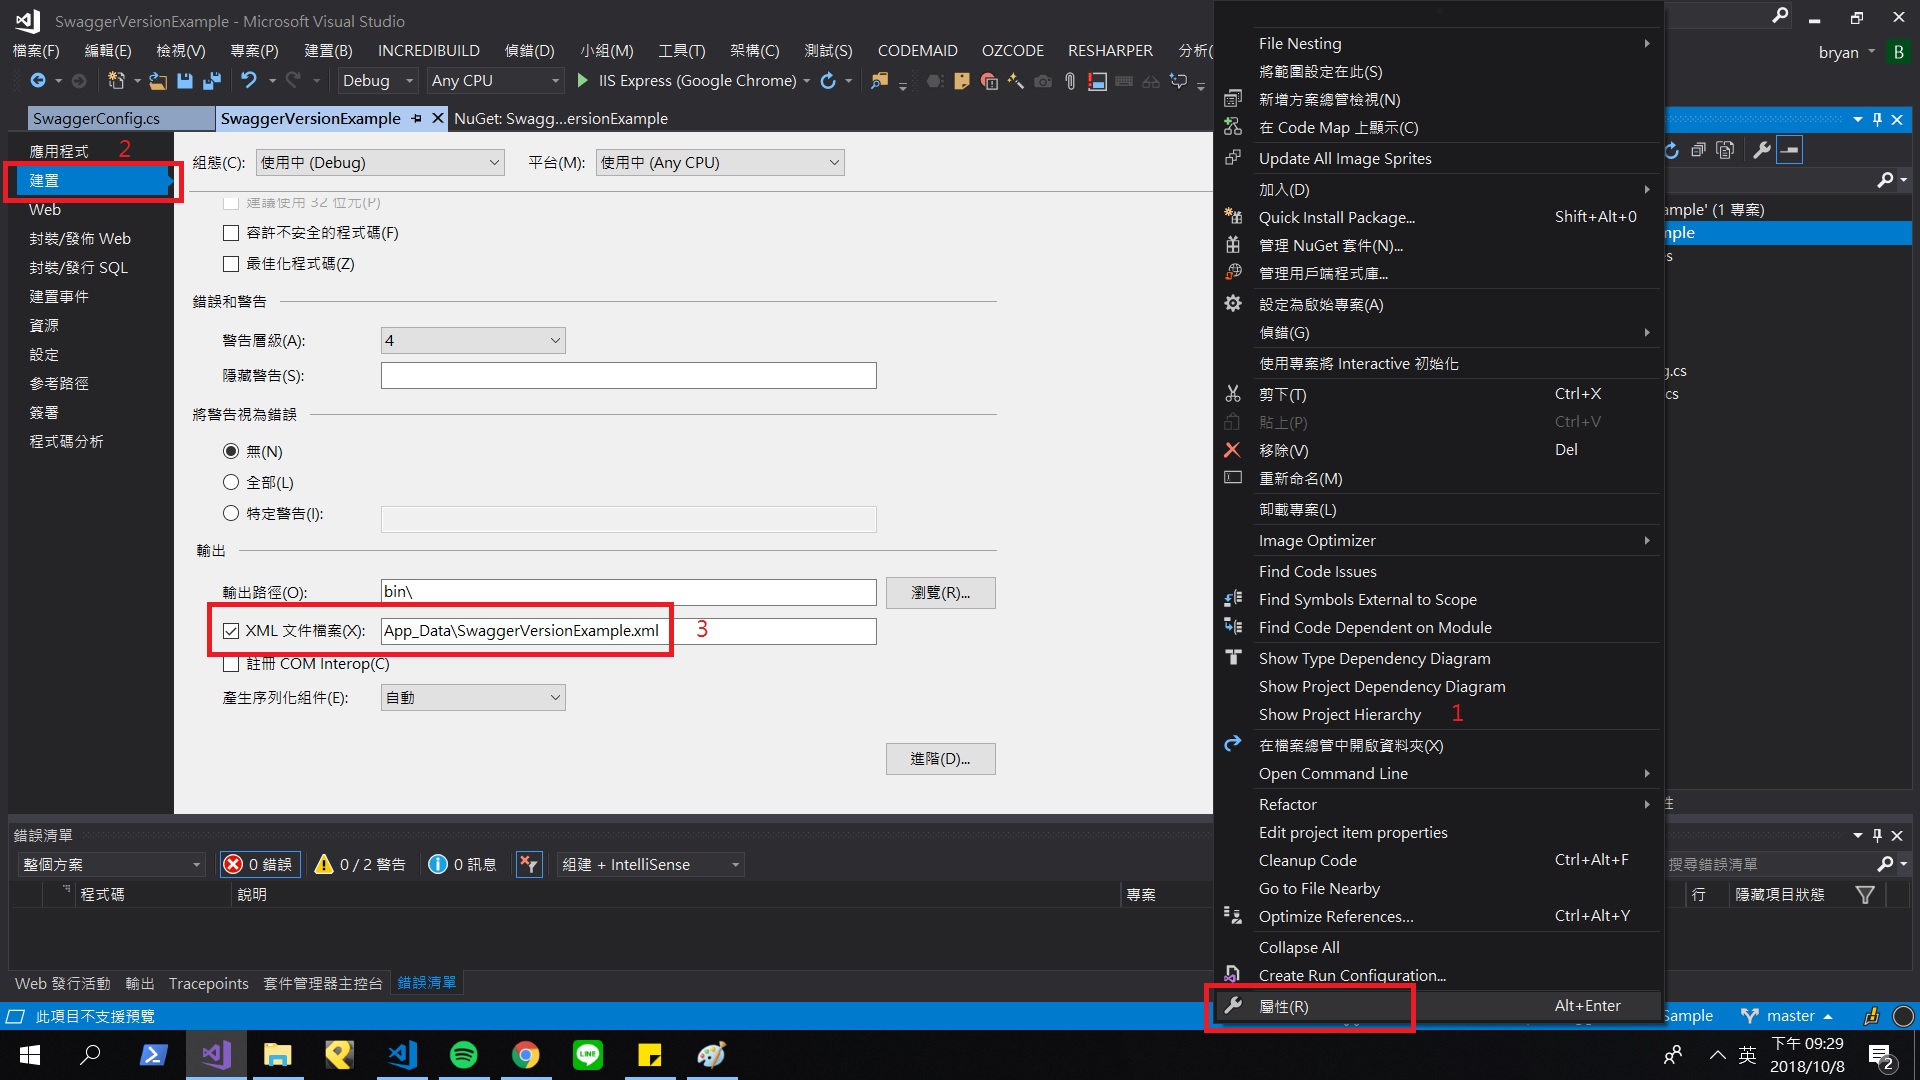 SwaggerVersionExample - Microsoft Visual Studio
檔案(F) 編輯(E) 檢視(V) 專案(P) 建置(B) INCREDIBUILD 偵錯(D) 小組(M) 工具(T) 架構(C) 測試(S) CODEMAID OZCODE RESHARPER 分析(
bryan B
Debug Any CPU IIS Express (Google Chrome)
SwaggerConfig.cs SwaggerVersionExample NuGet: Swagg...ersionExample
應用程式 2
建置
Web
封裝/發佈 Web
封裝/發行 SQL
建置事件
資源
設定
參考路徑
簽署
程式碼分析
組態(C): 使用中 (Debug) 平台(M): 使用中 (Any CPU)
建議使用 32 位元(P)
容許不安全的程式碼(F)
最佳化程式碼(Z)
錯誤和警告
警告層級(A): 4
隱藏警告(S):
將警告視為錯誤
無(N)
全部(L)
特定警告(I):
輸出
輸出路徑(O): bin\ 瀏覽(R)...
XML 文件檔案(X): App_Data\SwaggerVersionExample.xml 3
註冊 COM Interop(C)
產生序列化組件(E): 自動
進階(D)...
File Nesting
將範圍設定在此(S)
新增方案總管檢視(N)
在 Code Map 上顯示(C)
Update All Image Sprites
加入(D)
Quick Install Package... Shift+Alt+0
管理 NuGet 套件(N)...
管理用戶端程式庫...
設定為啟始專案(A)
偵錯(G)
使用專案將 Interactive 初始化
剪下(T) Ctrl+X
貼上(P) Ctrl+V
移除(V) Del
重新命名(M)
卸載專案(L)
Image Optimizer
Find Code Issues
Find Symbols External to Scope
Find Code Dependent on Module
Show Type Dependency Diagram
Show Project Dependency Diagram
Show Project Hierarchy 1
在檔案總管中開啟資料夾(X)
Open Command Line
Refactor
Edit project item properties
Cleanup Code Ctrl+Alt+F
Go to File Nearby
Optimize References... Ctrl+Alt+Y
Collapse All
Create Run Configuration...
屬性(R) Alt+Enter
ample' (1 專案)
mple
s
g.cs
cs
性
錯誤清單
整個方案 0 錯誤 0 / 2 警告 0 訊息 組建 + IntelliSense 搜尋錯誤清單
程式碼 說明 專案 行 隱藏項目狀態
Web 發行活動 輸出 Tracepoints 套件管理器主控台 錯誤清單
此項目不支援預覽 Sample master
英 下午 09:29
2018/10/8 2